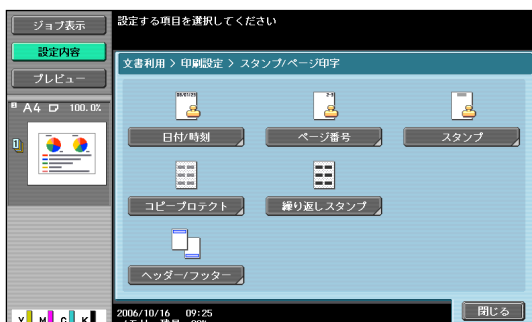 ジョブ表示
設定する項目を選択してください
設定内容
文書利用 > 印刷設定 > スタンプ/ページ印字
プレビュー
A4 100.0%
日付/時刻
ページ番号
スタンプ
コピープロテクト
繰り返しスタンプ
ヘッダー/フッター
2006/10/16 09:25
閉じる
Y M C K